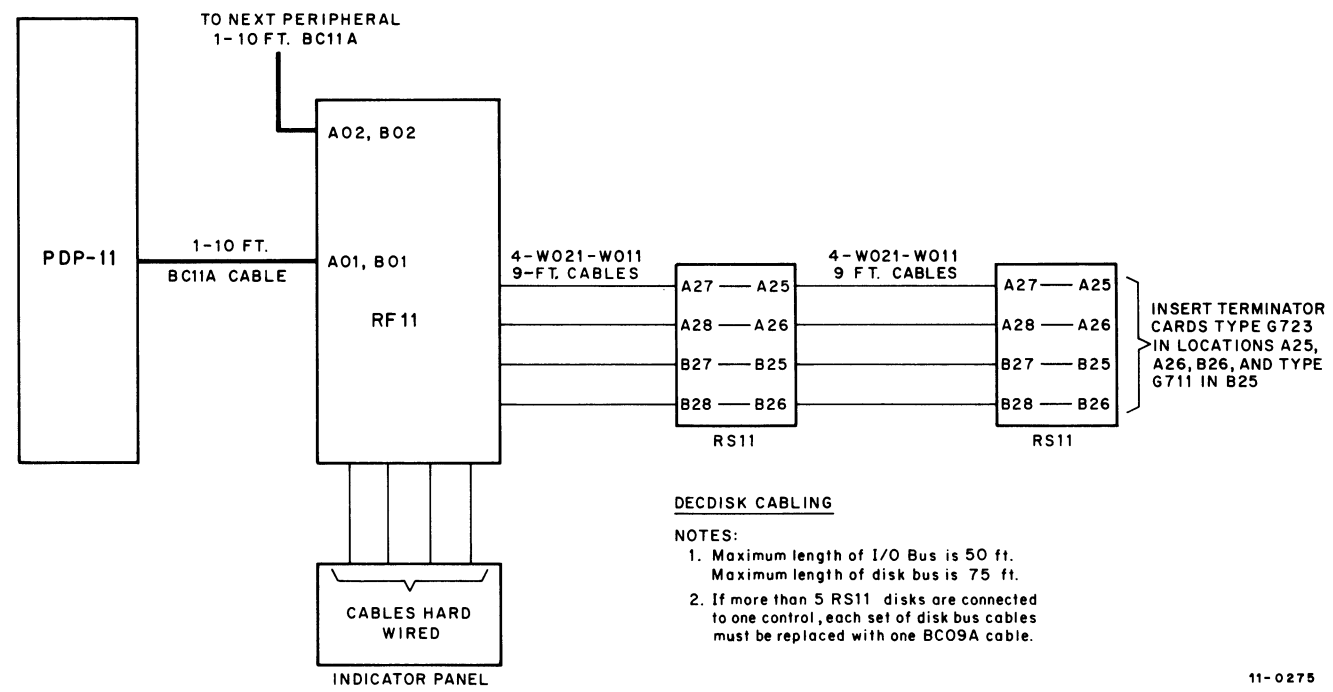 TO NEXT PERIPHERAL
1-10 FT. BC11A
PDP-11
1-10 FT.
BC11A CABLE
A02, B02
A01, B01
RF11
4-W021-W011
9-FT. CABLES
A27 — A25
A28 — A26
B27 — B25
B28 — B26
RS11
4-W021-W011
9 FT. CABLES
A27 — A25
A28 — A26
B27 — B25
B28 — B26
RS11
INSERT TERMINATOR
CARDS TYPE G723
IN LOCATIONS A25,
A26, B26, AND TYPE
G711 IN B25
CABLES HARD
WIRED
INDICATOR PANEL
DECDISK CABLING
NOTES:
1. Maximum length of I/O Bus is 50 ft.
Maximum length of disk bus is 75 ft.
2. If more than 5 RS11 disks are connected
to one control, each set of disk bus cables
must be replaced with one BC09A cable.
11-0275